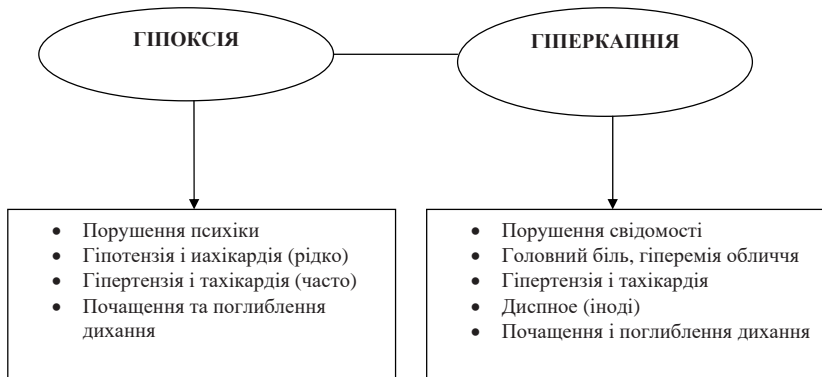 ГІПОКСІЯ
ГІПЕРКАПНІЯ
• Порушення психіки
• Гіпотензія і иахікардія (рідко)
• Гіпертензія і тахікардія (часто)
• Почащення та поглиблення
дихання
• Порушення свідомості
• Головний біль, гіперемія обличчя
• Гіпертензія і тахікардія
• Диспное (іноді)
• Почащення і поглиблення дихання